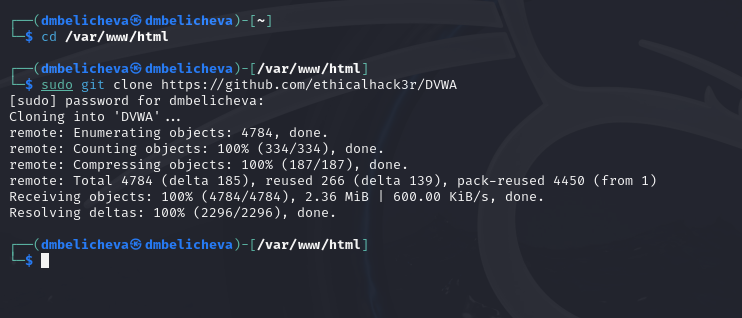 ┌──(dmbelicheva㉿dmbelicheva)-[~]
└─$ cd /var/www/html
┌──(dmbelicheva㉿dmbelicheva)-[/var/www/html]
└─$ sudo git clone https://github.com/ethicalhack3r/DVWA
[sudo] password for dmbelicheva:
Cloning into 'DVWA'...
remote: Enumerating objects: 4784, done.
remote: Counting objects: 100% (334/334), done.
remote: Compressing objects: 100% (187/187), done.
remote: Total 4784 (delta 185), reused 266 (delta 139), pack-reused 4450 (from 1)
Receiving objects: 100% (4784/4784), 2.36 MiB | 600.00 KiB/s, done.
Resolving deltas: 100% (2296/2296), done.
┌──(dmbelicheva㉿dmbelicheva)-[/var/www/html]
└─$